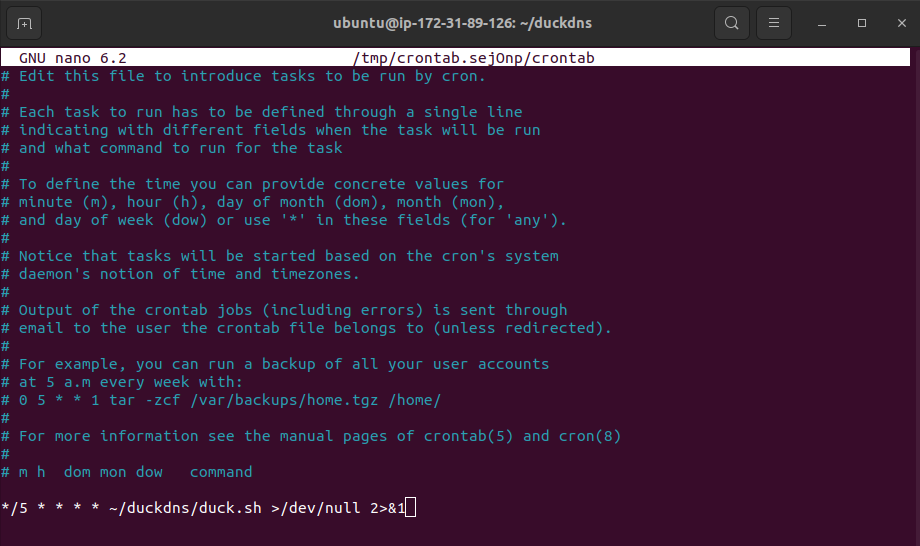 ubuntu@ip-172-31-89-126: ~/duckdns
GNU nano 6.2 /tmp/crontab.sejOnp/crontab
# Edit this file to introduce tasks to be run by cron.
#
# Each task to run has to be defined through a single line
# indicating with different fields when the task will be run
# and what command to run for the task
#
# To define the time you can provide concrete values for
# minute (m), hour (h), day of month (dom), month (mon),
# and day of week (dow) or use '*' in these fields (for 'any').
#
# Notice that tasks will be started based on the cron's system
# daemon's notion of time and timezones.
#
# Output of the crontab jobs (including errors) is sent through
# email to the user the crontab file belongs to (unless redirected).
#
# For example, you can run a backup of all your user accounts
# at 5 a.m every week with:
# 0 5 * * 1 tar -zcf /var/backups/home.tgz /home/
#
# For more information see the manual pages of crontab(5) and cron(8)
#
# m h  dom mon dow   command
*/5 * * * * ~/duckdns/duck.sh >/dev/null 2>&1